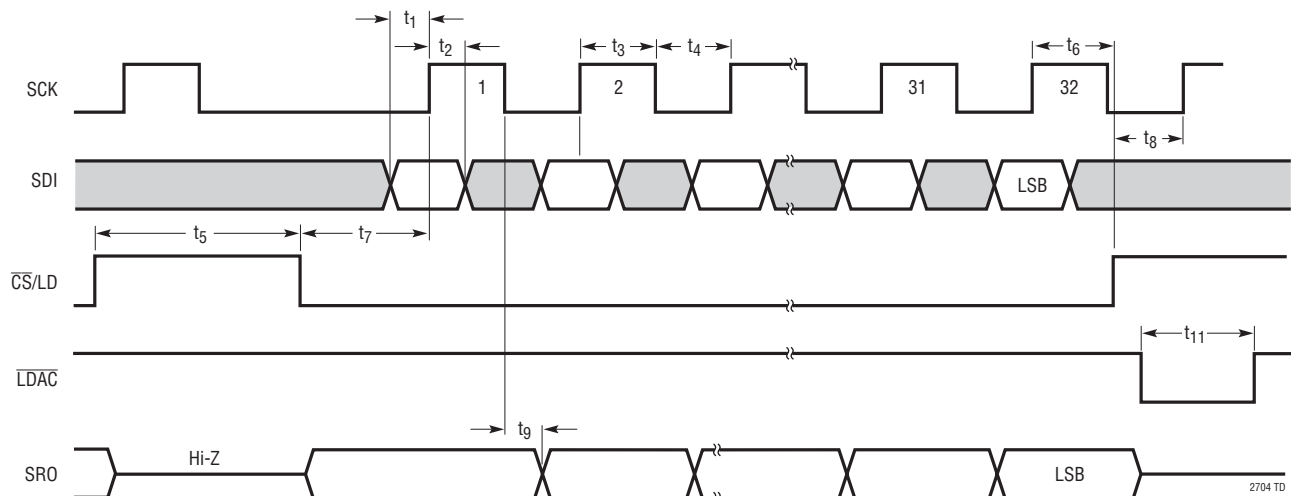 t1
t2
t3
t4
t6
SCK
1
2
31
32
t8
SDI
LSB
t5
t7
CS/LD
t11
LDAC
t9
Hi-Z
SRO
LSB
2704 TD